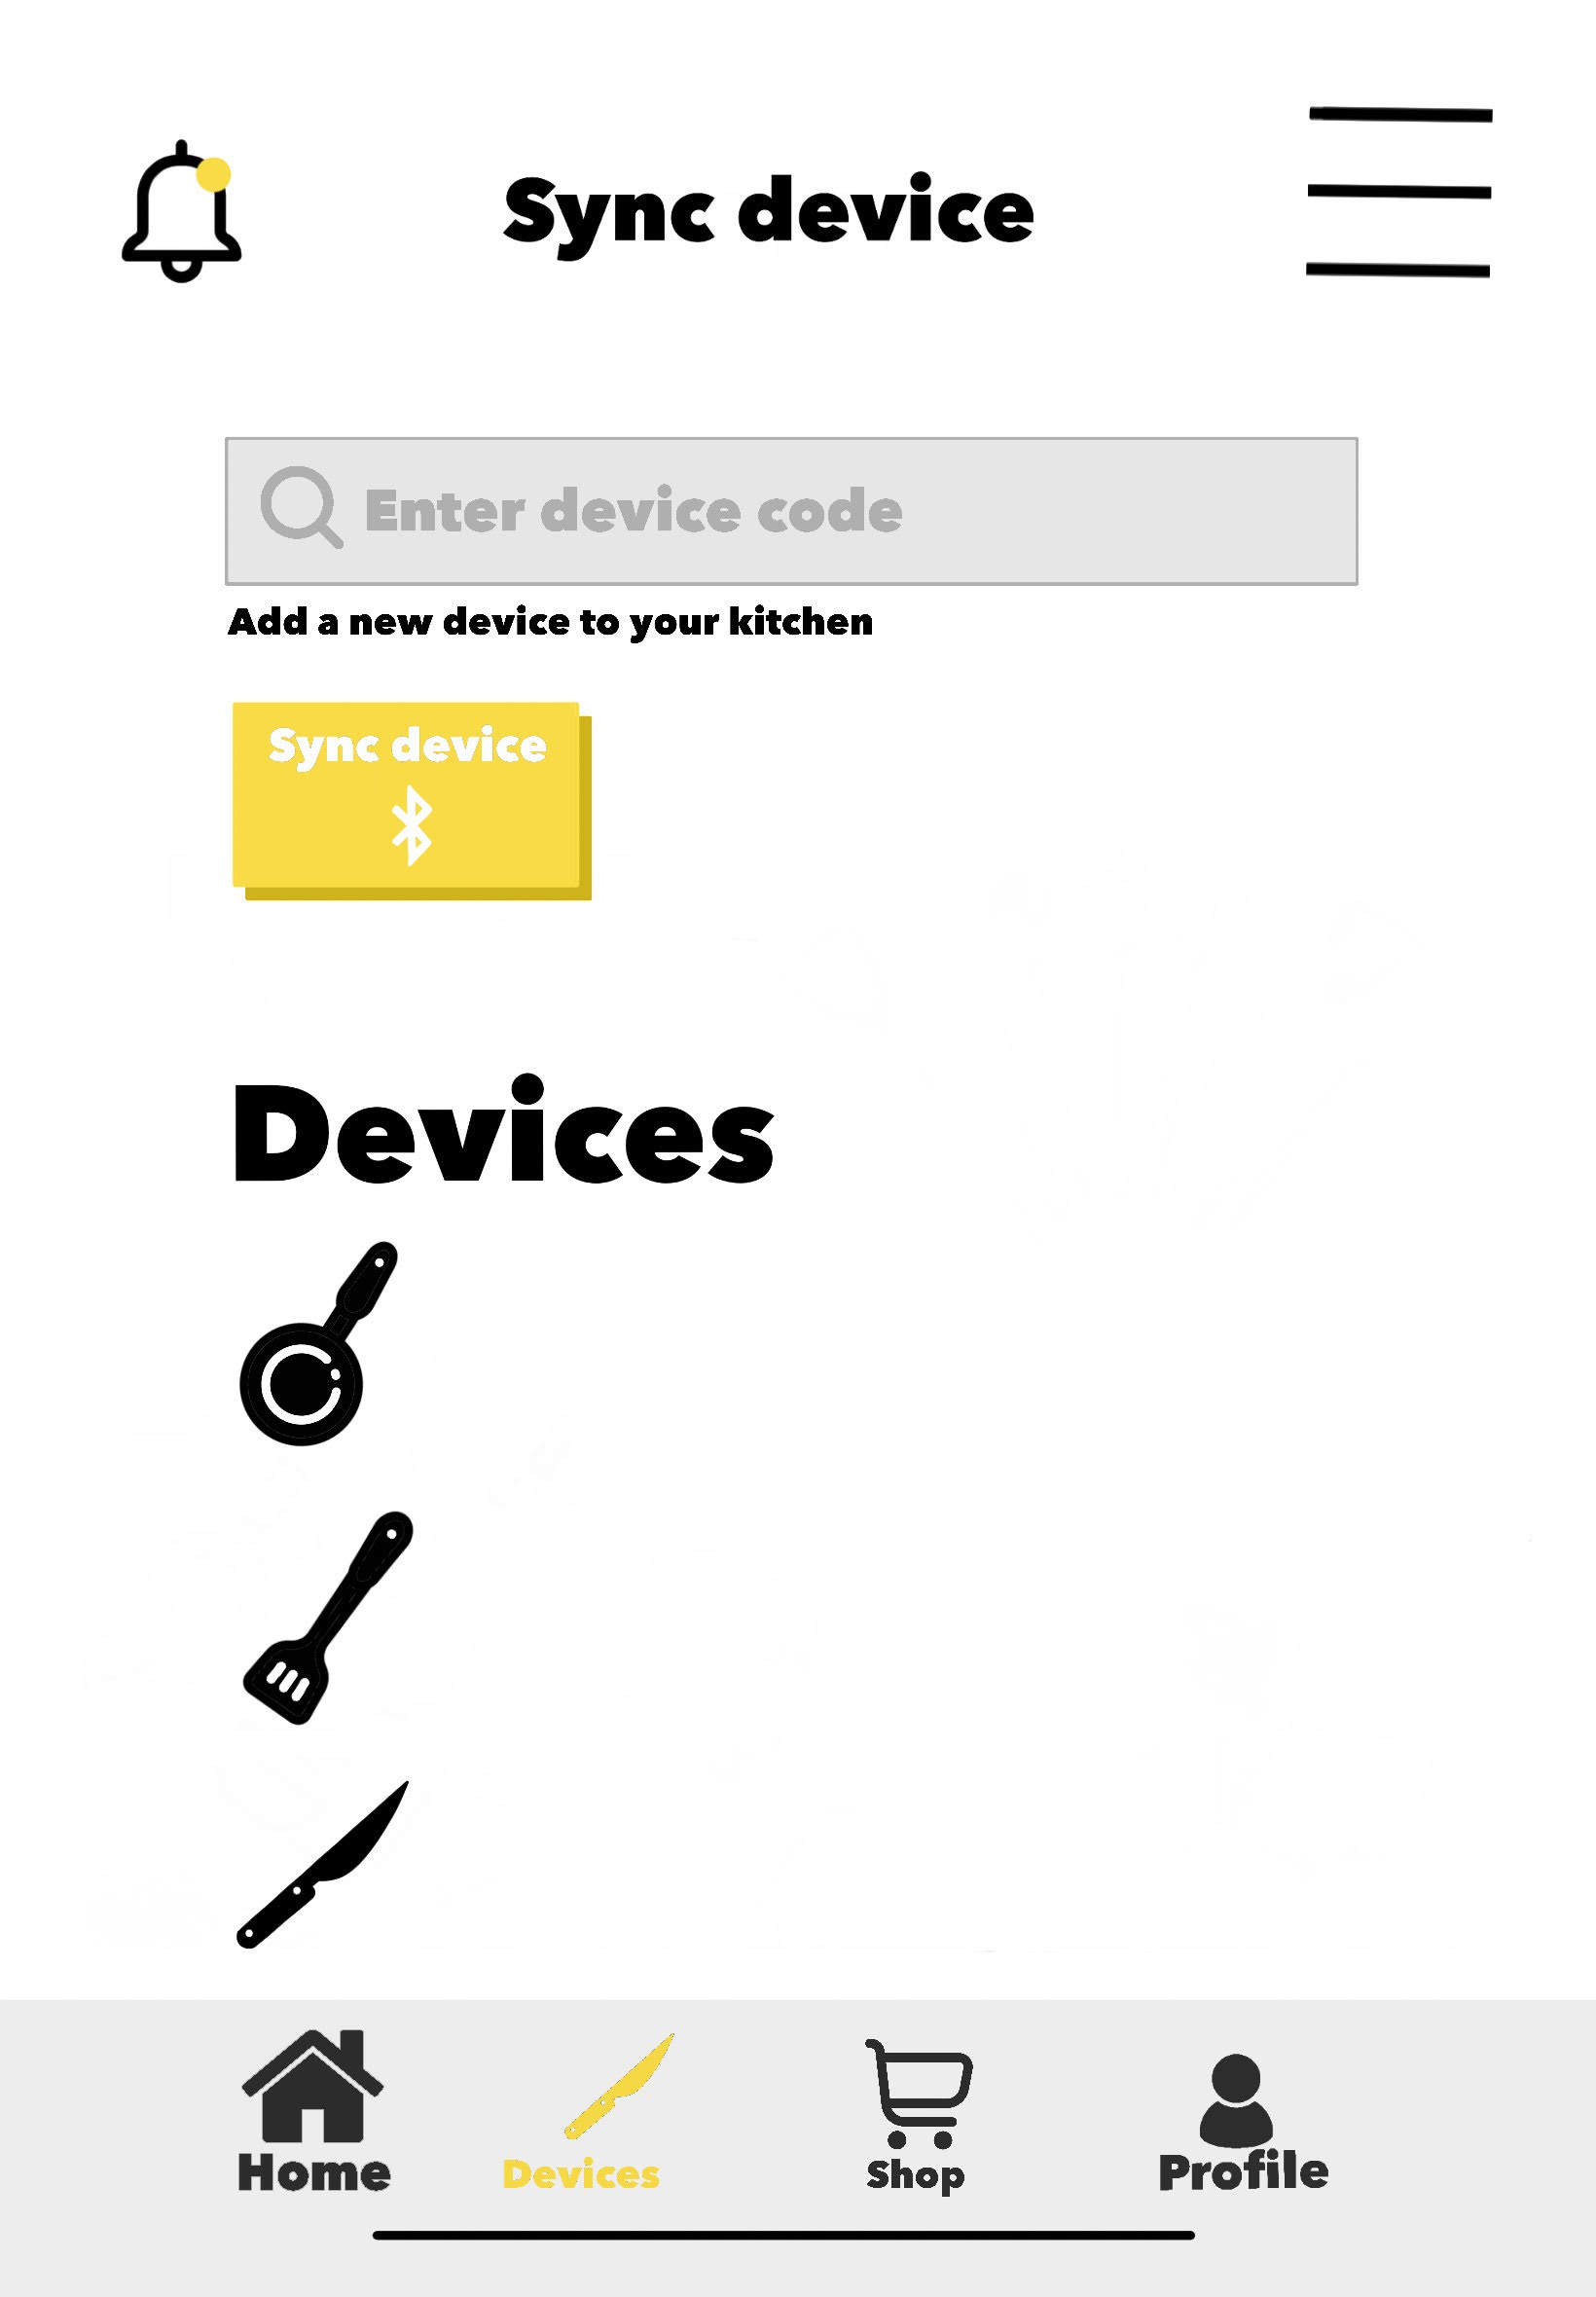 Sync device
Enter device code
Add a new device to your kitchen
Sync device
Devices
Home
Devices
Shop
Profile